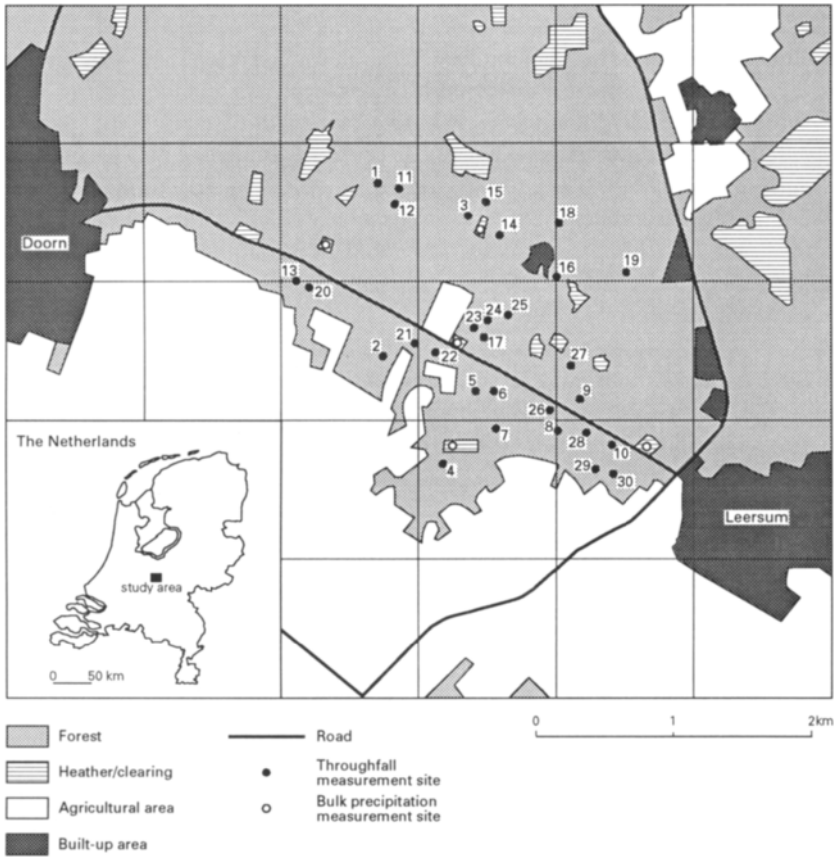 1
11
12
15
3
14
18
Doorn
16
19
13
20
25
24
23
17
21
22
2
27
5
6
9
26
7
8
28
10
4
29
30
The Netherlands
study area
0 50 km
Leersum
Forest
Heather/clearing
Agricultural area
Built-up area
Road
Throughfall
measurement site
Bulk precipitation
measurement site
0 1 2km